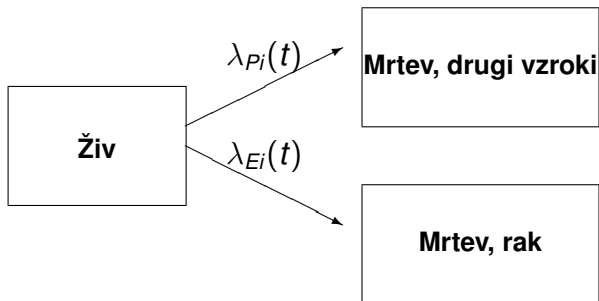 λPi(t)
Mrtev, drugi vzroki
Živ
λEi(t)
Mrtev, rak